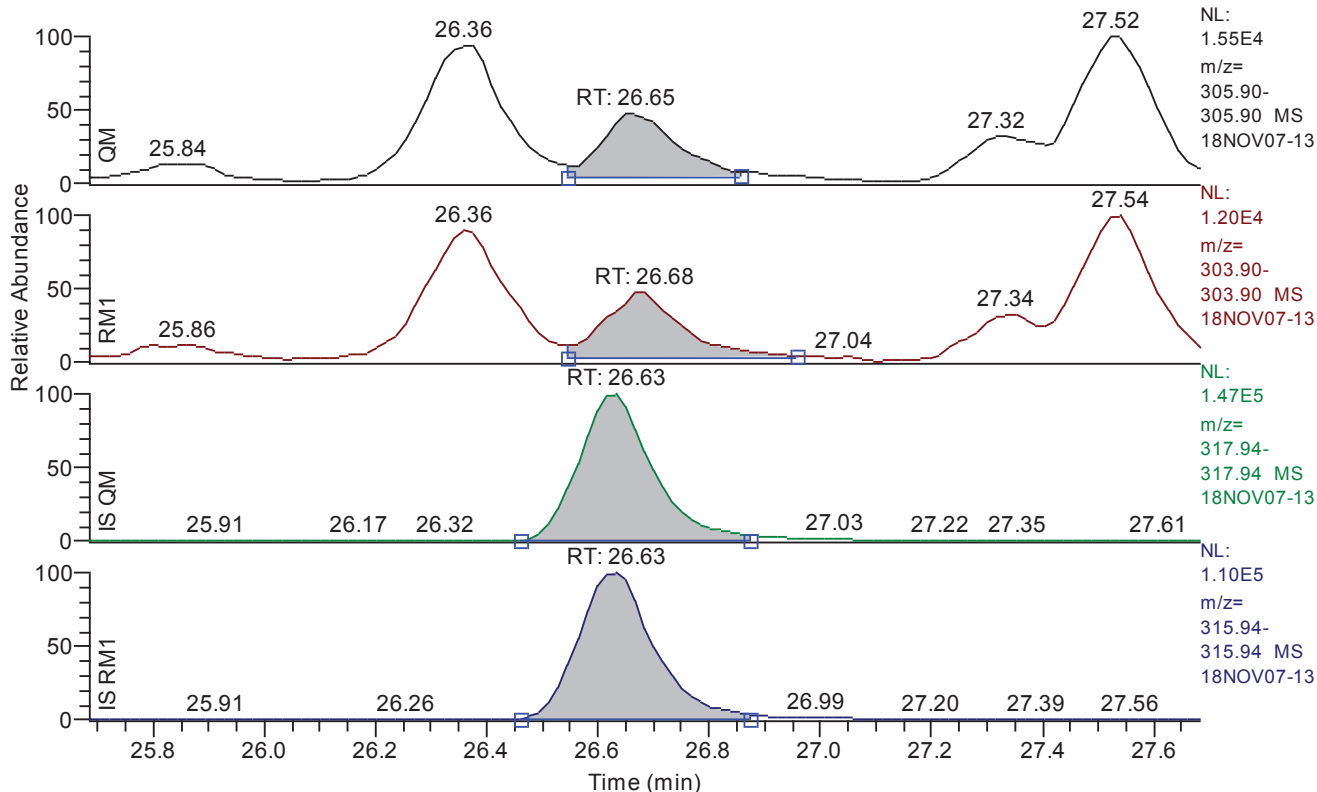 27.52
26.36
RT: 26.65
27.32
25.84
100
50
0
QM
NL:
1.55E4
m/z=
305.90-
305.90 MS
18NOV07-13
27.54
26.36
RT: 26.68
27.34
25.86
27.04
100
50
0
RM1
NL:
1.20E4
m/z=
303.90-
303.90 MS
18NOV07-13
Relative Abundance
RT: 26.63
100
50
0
IS QM
25.91 26.17 26.32 27.03 27.22 27.35 27.61
NL:
1.47E5
m/z=
317.94-
317.94 MS
18NOV07-13
RT: 26.63
100
50
0
IS RM1
25.91 26.26 26.99 27.20 27.39 27.56
NL:
1.10E5
m/z=
315.94-
315.94 MS
18NOV07-13
25.8 26.0 26.2 26.4 26.6 26.8 27.0 27.2 27.4 27.6
Time (min)